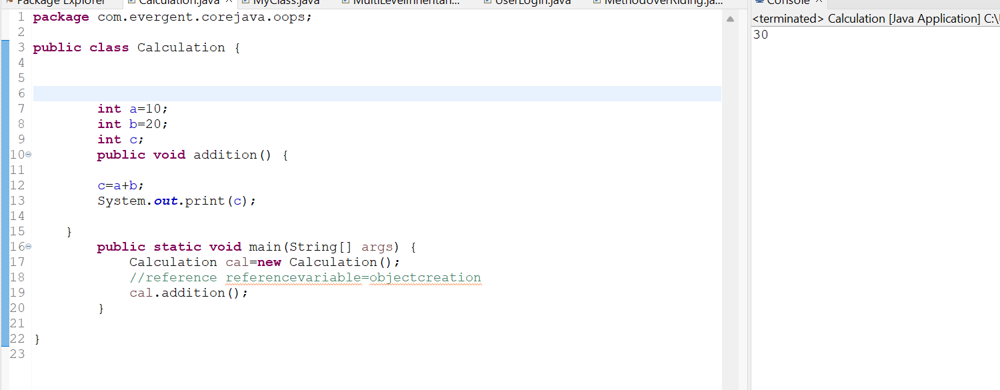 Package Explorer Calculation.java MyClass.java MultiLevelInheritan... UserLogin.java MethodOverRiding.ja...
Console
<terminated> Calculation [Java Application] C:\
30
1 package com.evergent.corejava.oops;
2
3 public class Calculation {
4
5
6
7 int a=10;
8 int b=20;
9 int c;
10 public void addition() {
11
12 c=a+b;
13 System.out.print(c);
14
15 }
16 public static void main(String[] args) {
17 Calculation cal=new Calculation();
18 //reference referencevariable=objectcreation
19 cal.addition();
20 }
21
22 }
23